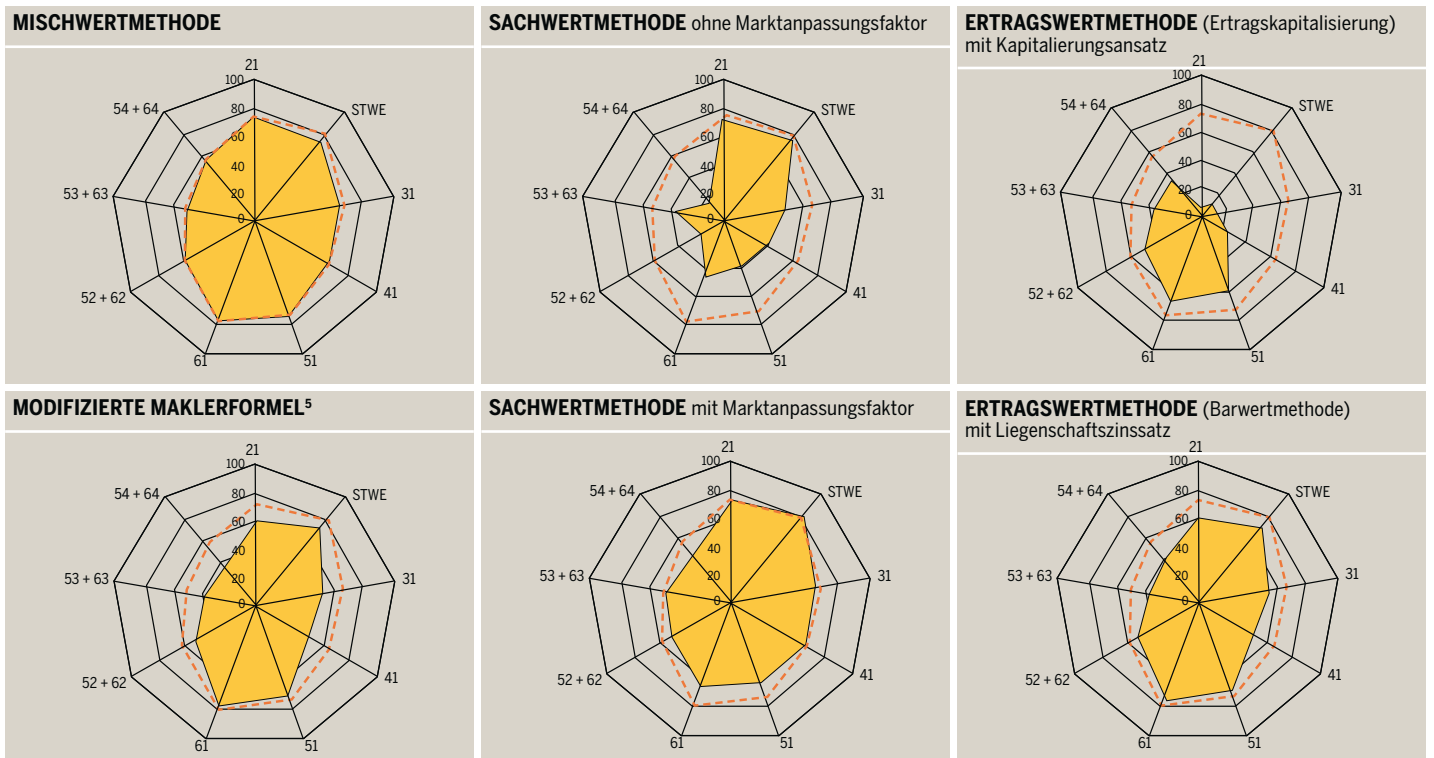 MISCHWERTMETHODE
21
100
80
60
40
20
0
STWE
31
41
51
61
52 + 62
53 + 63
54 + 64
SACHWERTMETHODE ohne Marktanpassungsfaktor
21
100
80
60
40
20
0
STWE
31
41
51
61
52 + 62
53 + 63
54 + 64
ERTRAGSWERTMETHODE (Ertragskapitalisierung)
mit Kapitalierungsansatz
21
100
80
60
40
20
0
STWE
31
41
51
61
52 + 62
53 + 63
54 + 64
MODIFIZIERTE MAKLERFORMEL⁵
21
100
80
60
40
20
0
STWE
31
41
51
61
52 + 62
53 + 63
54 + 64
SACHWERTMETHODE mit Marktanpassungsfaktor
21
100
80
60
40
20
0
STWE
31
41
51
61
52 + 62
53 + 63
54 + 64
ERTRAGSWERTMETHODE (Barwertmethode)
mit Liegenschaftszinssatz
21
100
80
60
40
20
0
STWE
31
41
51
61
52 + 62
53 + 63
54 + 64